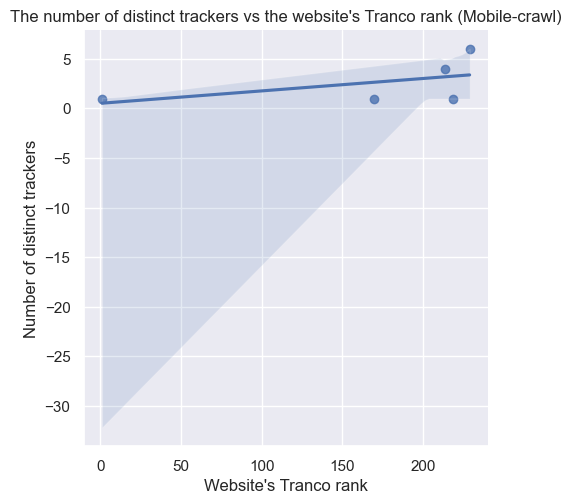 The number of distinct trackers vs the website's Tranco rank (Mobile-crawl)
5
0
−5
−10
−15
−20
−25
−30
Number of distinct trackers
0 50 100 150 200
Website's Tranco rank